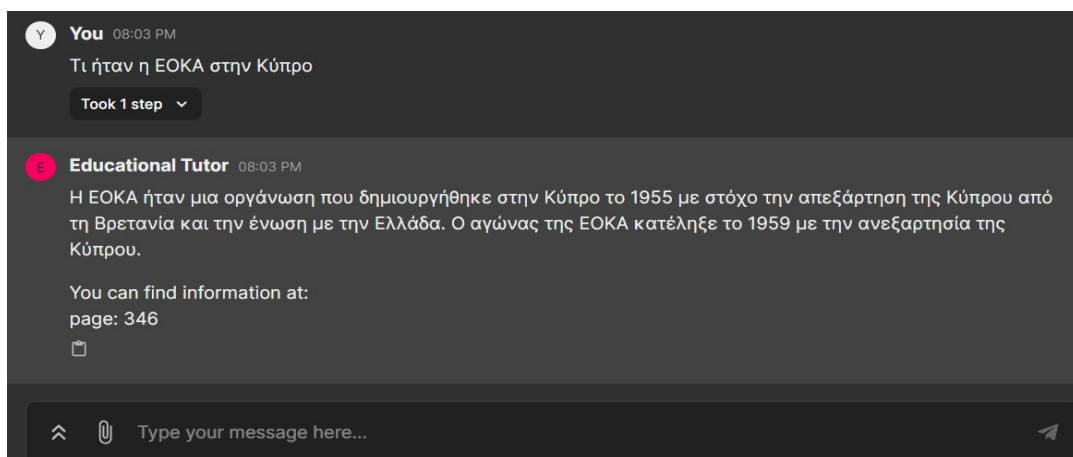 Y You 08:03 PM
Τι ήταν η ΕΟΚΑ στην Κύπρο
Took 1 step
E Educational Tutor 08:03 PM
Η ΕΟΚΑ ήταν μια οργάνωση που δημιουργήθηκε στην Κύπρο το 1955 με στόχο την απεξάρτηση της Κύπρου από
τη Βρετανία και την ένωση με την Ελλάδα. Ο αγώνας της ΕΟΚΑ κατέληξε το 1959 με την ανεξαρτησία της
Κύπρου.
You can find information at:
page: 346
Type your message here...